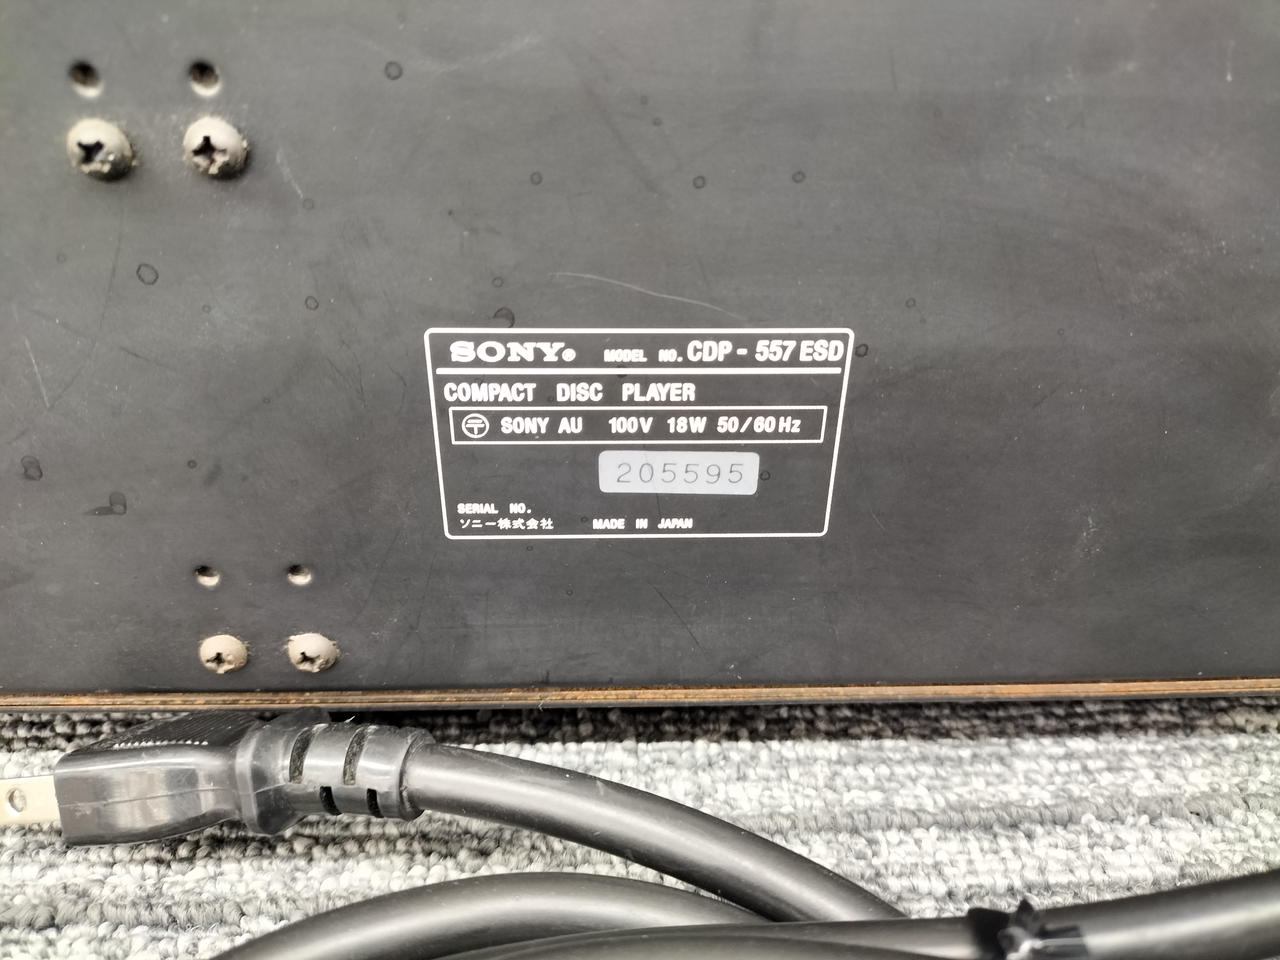 SONY® MODEL NO. CDP-557ESD
COMPACT DISC PLAYER
〒 SONY AU 100V 18W 50/60Hz
205595
SERIAL NO.
ソニー株式会社 MADE IN JAPAN